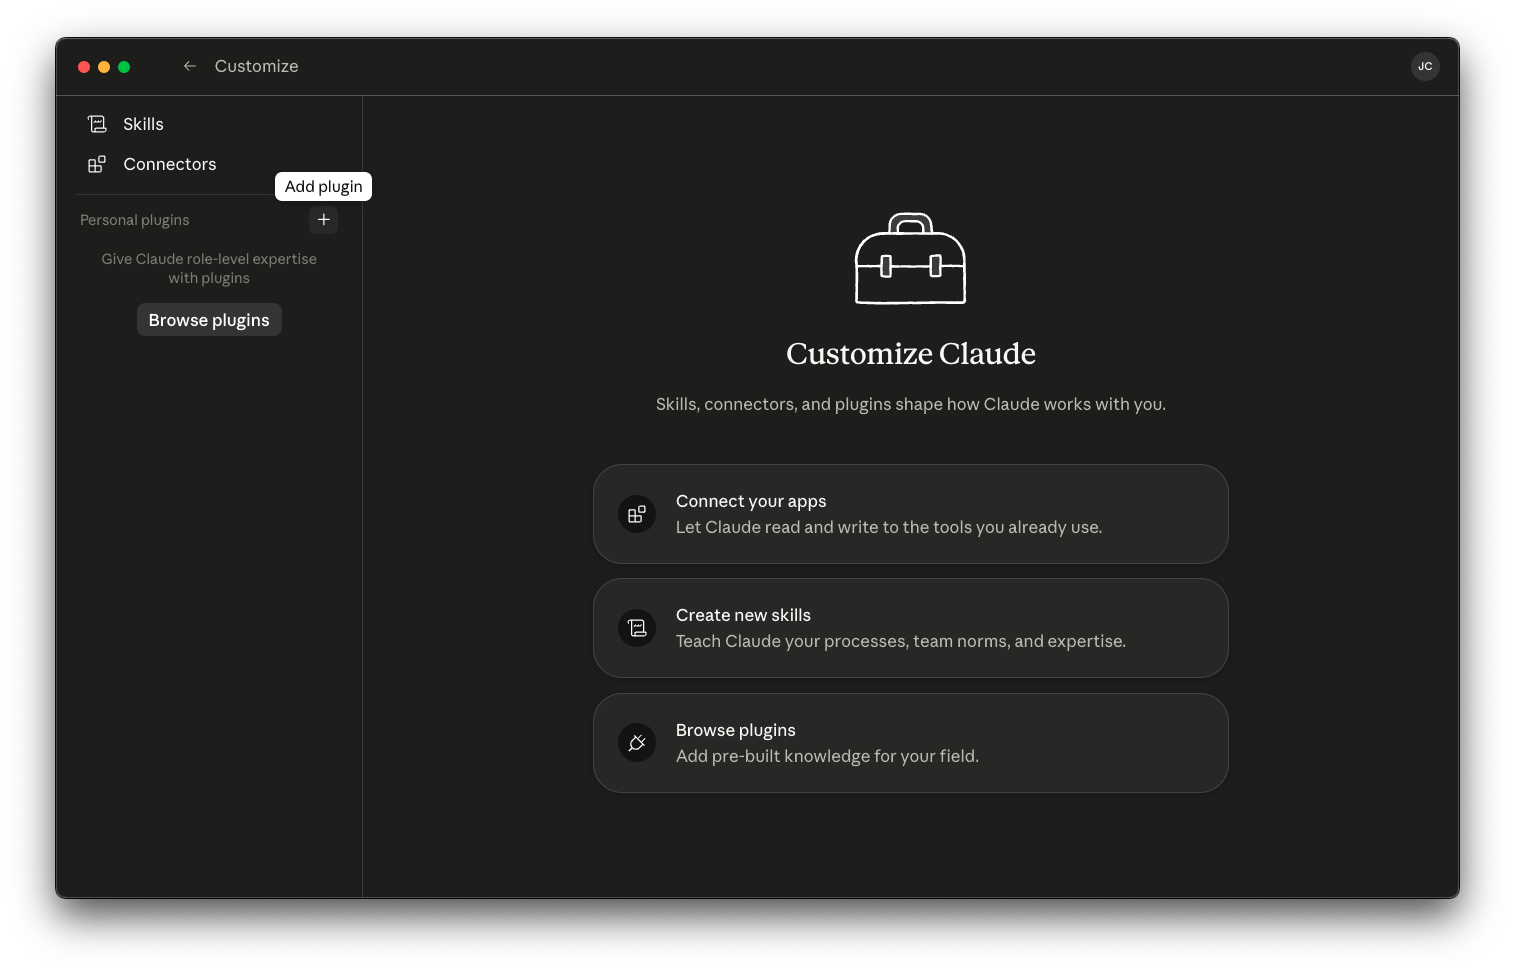 Customize
JC
Skills
Connectors
Add plugin
Personal plugins
Give Claude role-level expertise
with plugins
Browse plugins
Customize Claude
Skills, connectors, and plugins shape how Claude works with you.
Connect your apps
Let Claude read and write to the tools you already use.
Create new skills
Teach Claude your processes, team norms, and expertise.
Browse plugins
Add pre-built knowledge for your field.